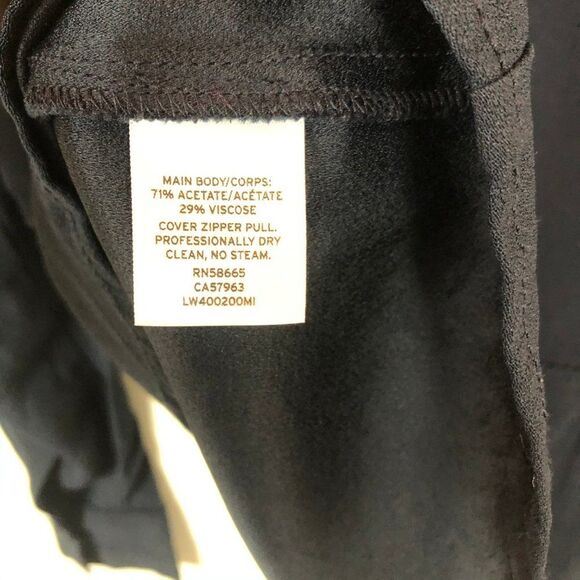 MAIN BODY/CORPS:
71% ACETATE/ACÉTATE
29% VISCOSE
COVER ZIPPER PULL.
PROFESSIONALLY DRY
CLEAN, NO STEAM.
RN58665
CA57963
LW400200MI